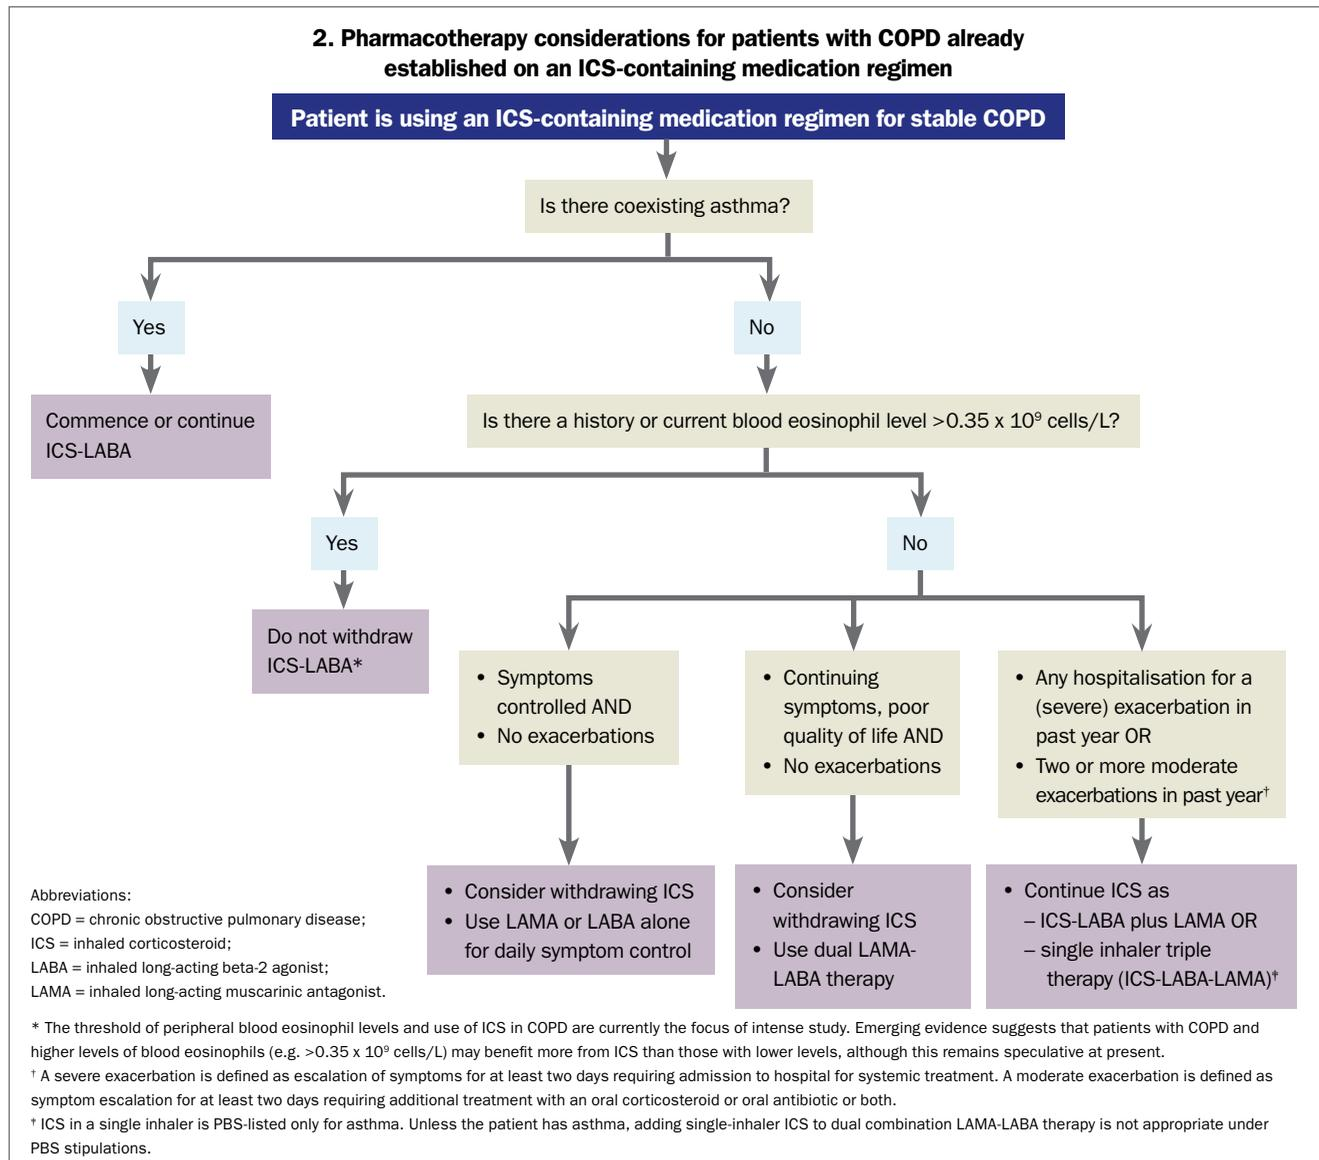 2. Pharmacotherapy considerations for patients with COPD already
established on an ICS-containing medication regimen
Patient is using an ICS-containing medication regimen for stable COPD
Is there coexisting asthma?
Yes
No
Commence or continue
ICS-LABA
Is there a history or current blood eosinophil level >0.35 x 10⁹ cells/L?
Yes
No
Do not withdraw
ICS-LABA*
• Symptoms
controlled AND
• No exacerbations
• Continuing
symptoms, poor
quality of life AND
• No exacerbations
• Any hospitalisation for a
(severe) exacerbation in
past year OR
• Two or more moderate
exacerbations in past year†
• Consider withdrawing ICS
• Use LAMA or LABA alone
for daily symptom control
• Consider
withdrawing ICS
• Use dual LAMA-
LABA therapy
• Continue ICS as
– ICS-LABA plus LAMA OR
– single inhaler triple
therapy (ICS-LABA-LAMA)‡
Abbreviations:
COPD = chronic obstructive pulmonary disease;
ICS = inhaled corticosteroid;
LABA = inhaled long-acting beta-2 agonist;
LAMA = inhaled long-acting muscarinic antagonist.
* The threshold of peripheral blood eosinophil levels and use of ICS in COPD are currently the focus of intense study. Emerging evidence suggests that patients with COPD and
higher levels of blood eosinophils (e.g. >0.35 x 10⁹ cells/L) may benefit more from ICS than those with lower levels, although this remains speculative at present.
† A severe exacerbation is defined as escalation of symptoms for at least two days requiring admission to hospital for systemic treatment. A moderate exacerbation is defined as
symptom escalation for at least two days requiring additional treatment with an oral corticosteroid or oral antibiotic or both.
† ICS in a single inhaler is PBS-listed only for asthma. Unless the patient has asthma, adding single-inhaler ICS to dual combination LAMA-LABA therapy is not appropriate under
PBS stipulations.